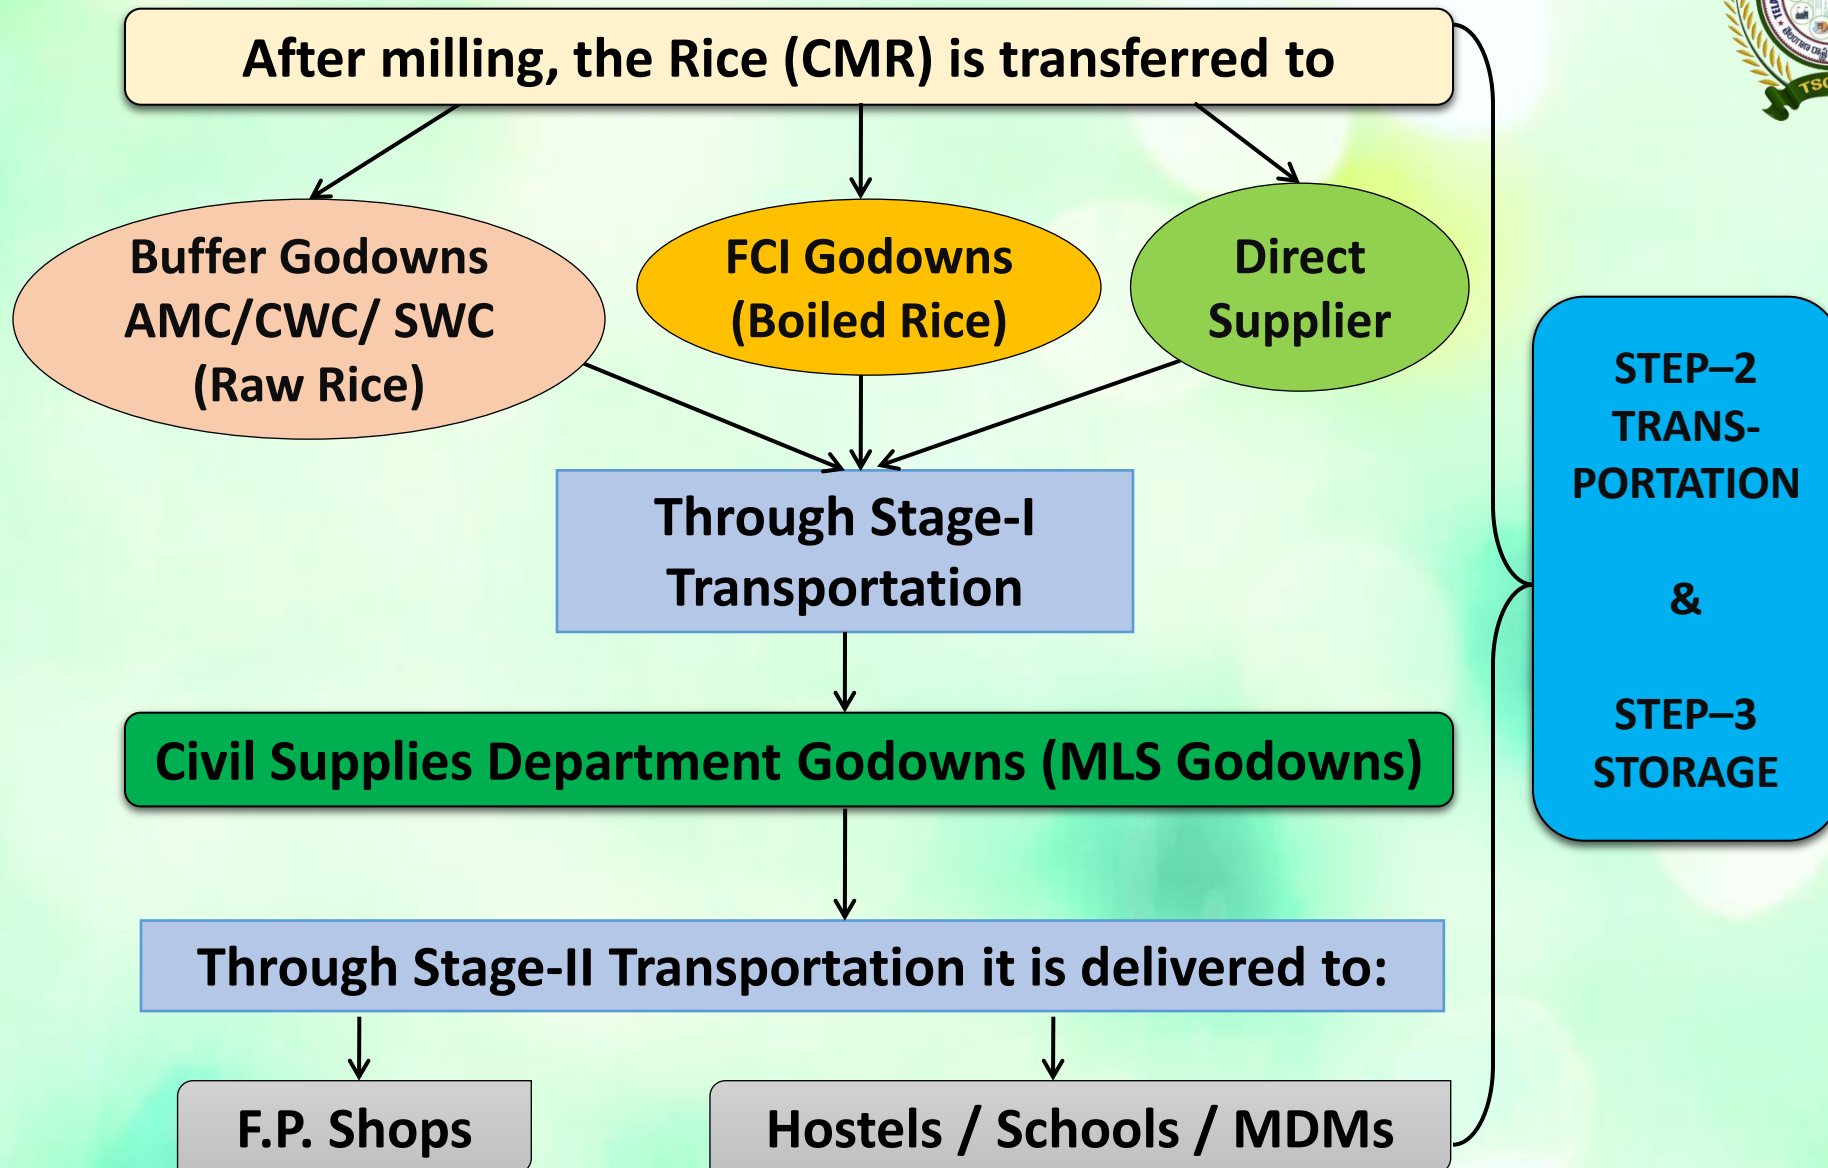 After milling, the Rice (CMR) is transferred to
Buffer Godowns
AMC/CWC/ SWC
(Raw Rice)
FCI Godowns
(Boiled Rice)
Direct
Supplier
Through Stage-I
Transportation
Civil Supplies Department Godowns (MLS Godowns)
Through Stage-II Transportation it is delivered to:
F.P. Shops
Hostels / Schools / MDMs
STEP–2
TRANS-
PORTATION
&
STEP–3
STORAGE